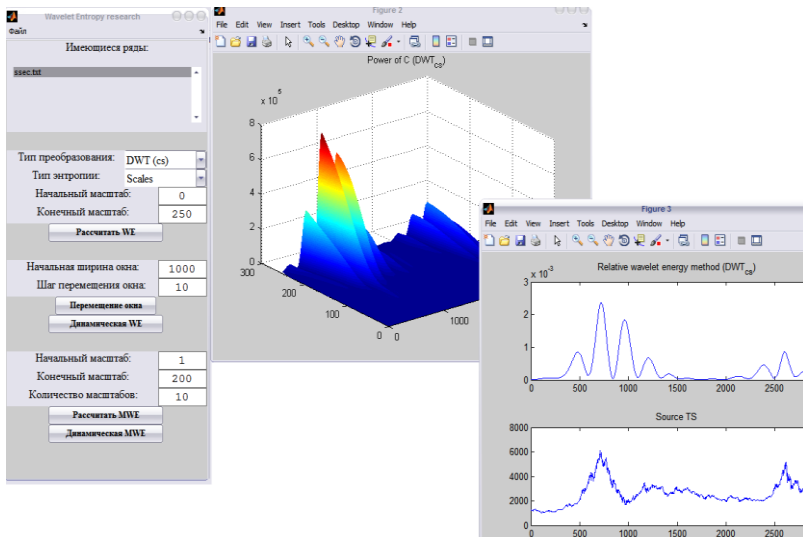 Wavelet Entropy research
Файл
Имеющиеся ряды:
ssec.txt
Тип преобразования: DWT (cs)
Тип энтропии: Scales
Начальный масштаб: 0
Конечный масштаб: 250
Рассчитать WE
Начальная ширина окна: 1000
Шаг перемещения окна: 10
Перемещение окна
Динамическая WE
Начальный масштаб: 1
Конечный масштаб: 200
Количество масштабов: 10
Рассчитать MWE
Динамическая MWE
Figure 2
File Edit View Insert Tools Desktop Window Help
Power of C (DWTcs)
x 10^5
8
6
4
2
0
300
200
100
0
0
1000
Figure 3
File Edit View Insert Tools Desktop Window Help
Relative wavelet energy method (DWTcs)
x 10^-3
3
2
1
0
0 500 1000 1500 2000 2500
Source TS
8000
6000
4000
2000
0
0 500 1000 1500 2000 2500